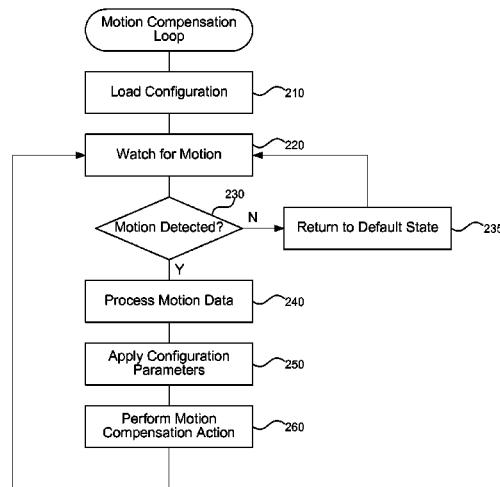 Motion Compensation
Loop
Load Configuration
210
Watch for Motion
220
230
Motion Detected?
N
Return to Default State
235
Y
Process Motion Data
240
Apply Configuration
Parameters
250
Perform Motion
Compensation Action
260